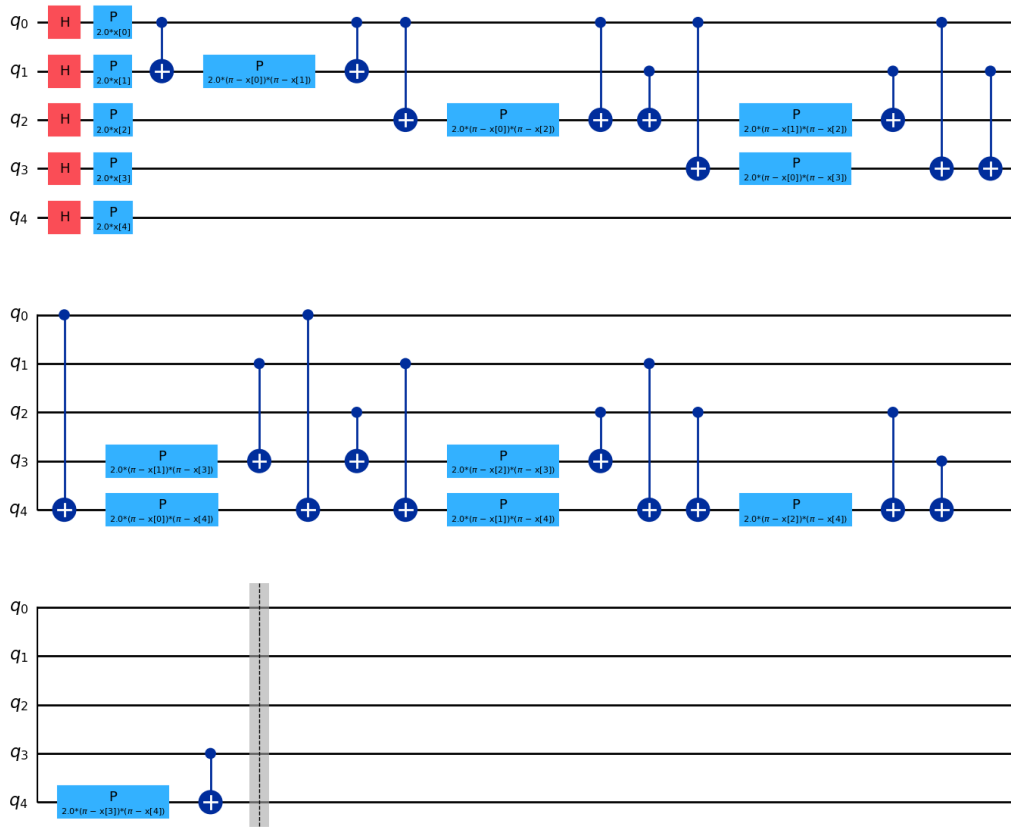 q0 H P 2.0*x[0]
q1 H P 2.0*x[1] P 2.0*(π − x[0])*(π − x[1])
q2 H P 2.0*x[2] P 2.0*(π − x[0])*(π − x[2]) P 2.0*(π − x[1])*(π − x[2])
q3 H P 2.0*x[3] P 2.0*(π − x[0])*(π − x[3])
q4 H P 2.0*x[4]
q0
q1
q2
q3 P 2.0*(π − x[1])*(π − x[3]) P 2.0*(π − x[2])*(π − x[3])
q4 P 2.0*(π − x[0])*(π − x[4]) P 2.0*(π − x[1])*(π − x[4]) P 2.0*(π − x[2])*(π − x[4])
q0
q1
q2
q3
q4 P 2.0*(π − x[3])*(π − x[4])